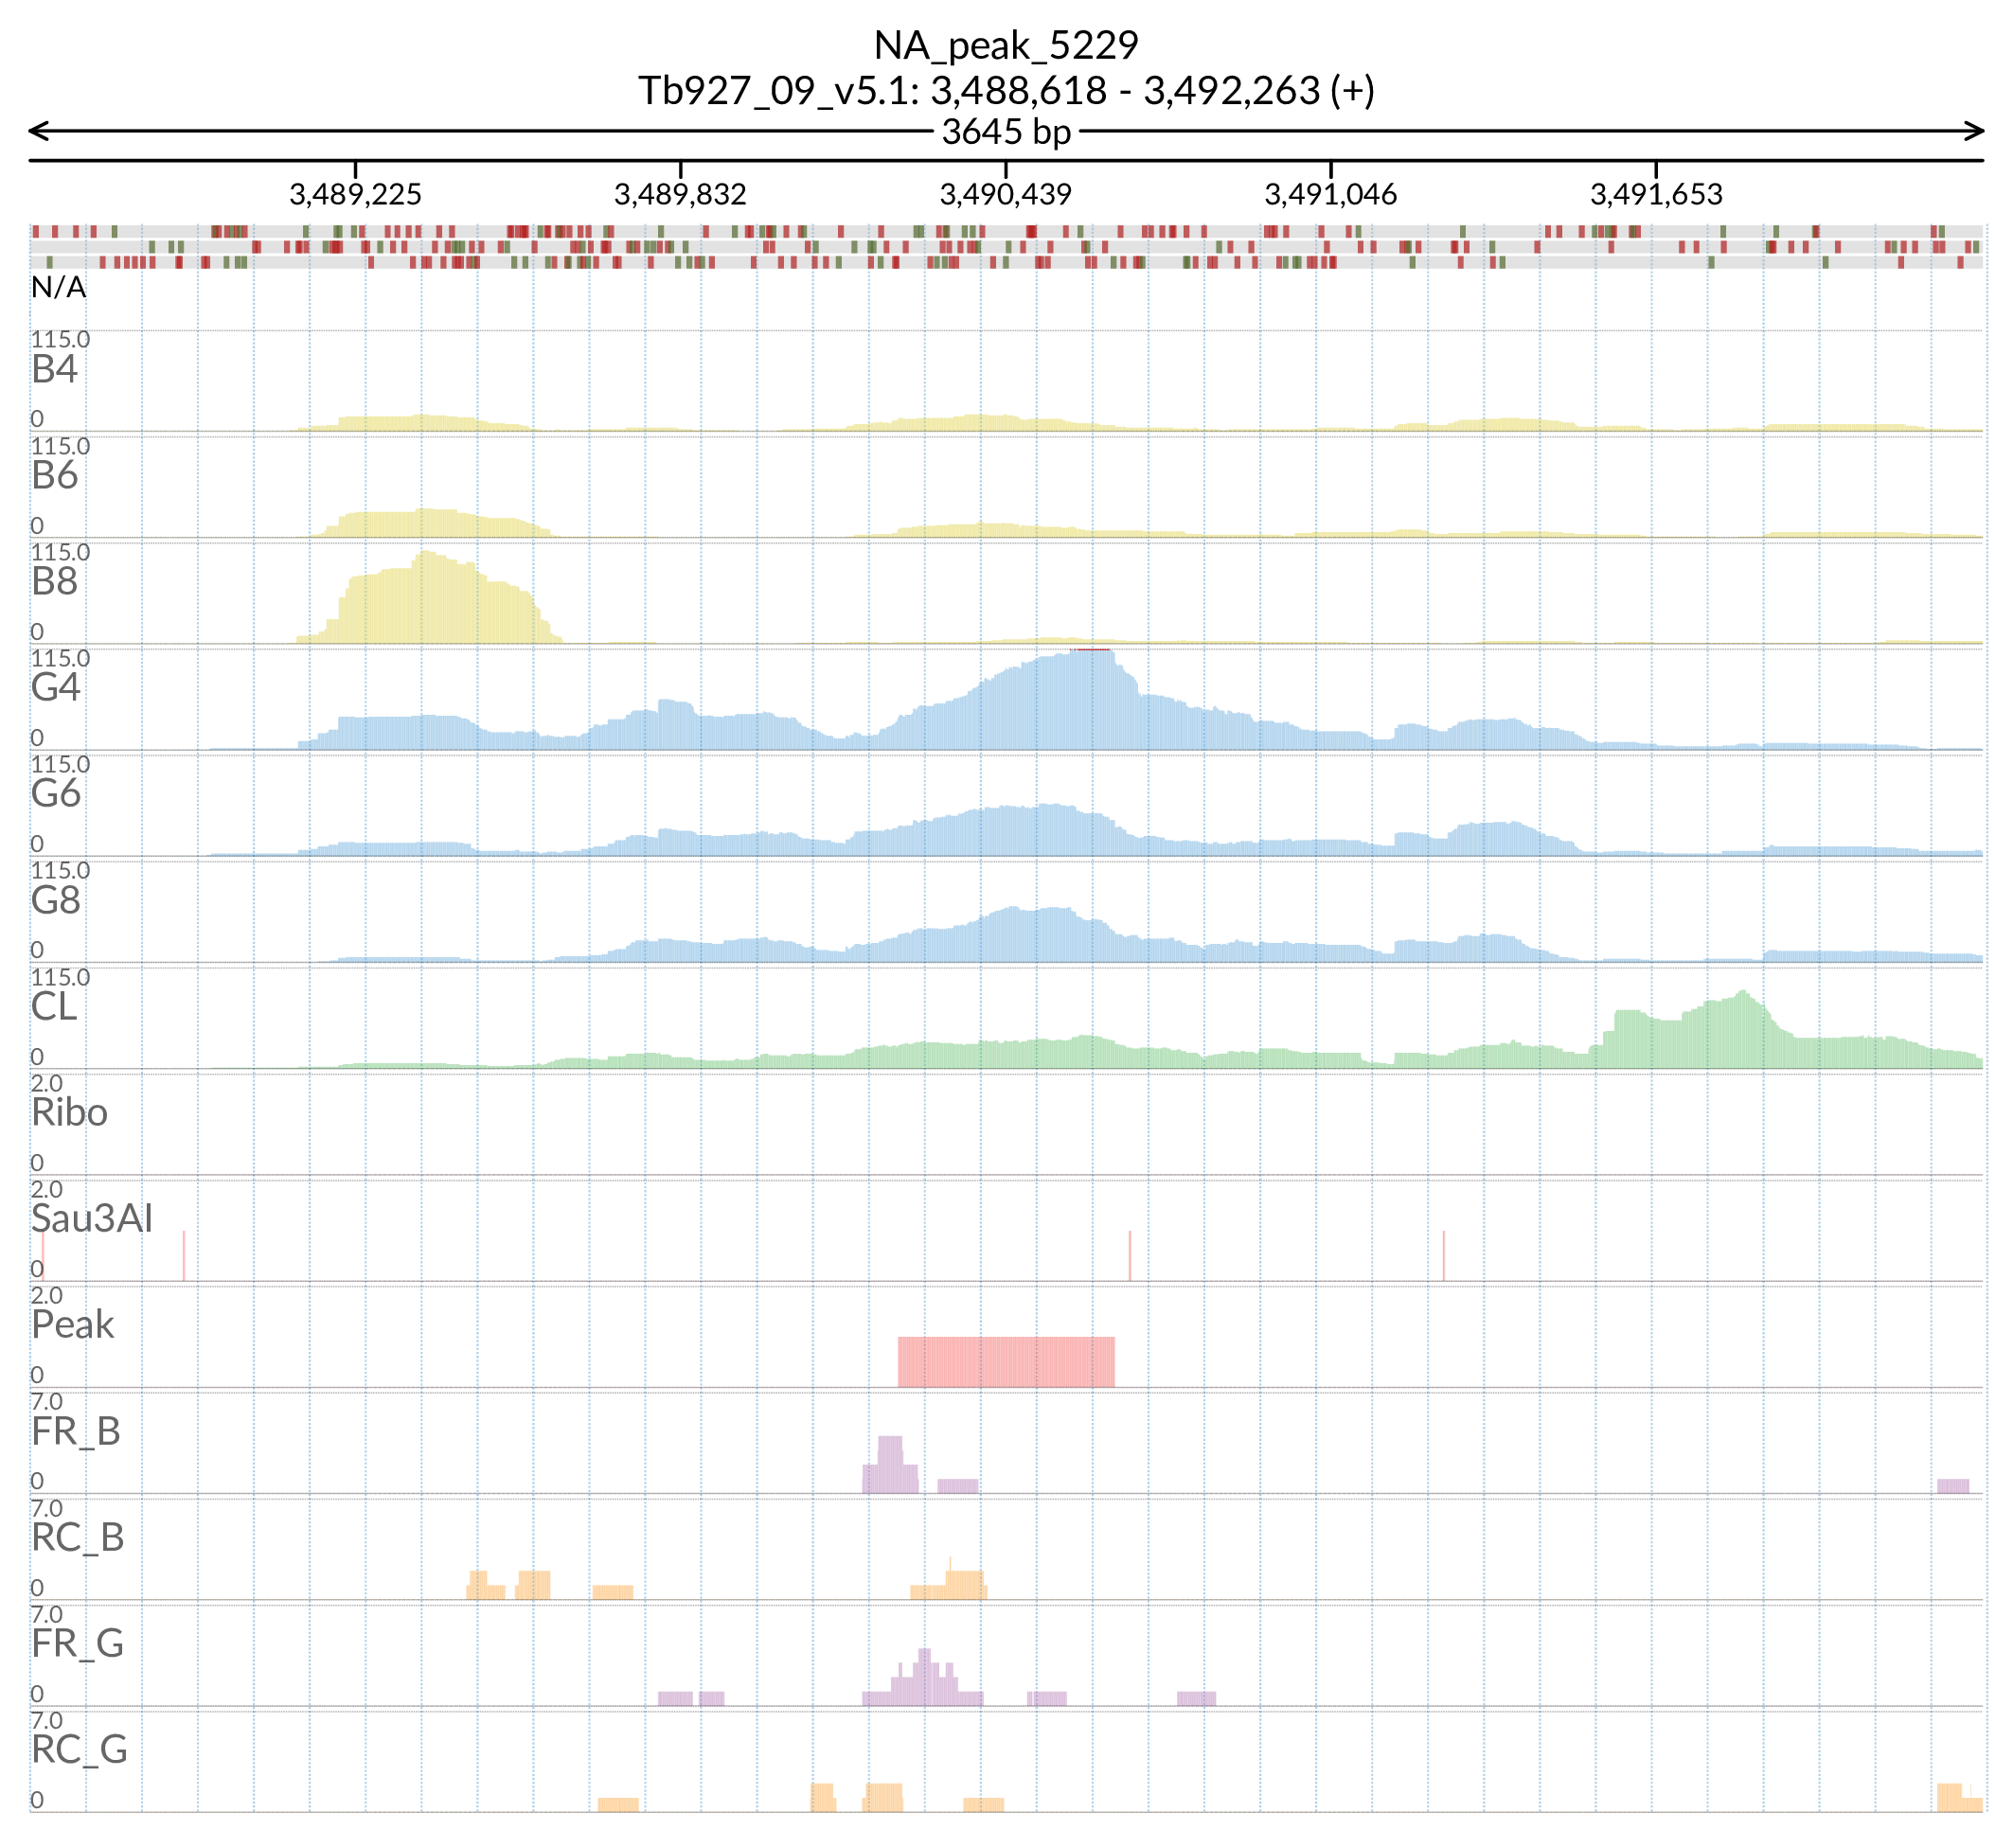 NA_peak_5229
Tb927_09_v5.1: 3,488,618 - 3,492,263 (+)
3645 bp
3,489,225 3,489,832 3,490,439 3,491,046 3,491,653
N/A
115.0
B4
0
115.0
B6
0
115.0
B8
0
115.0
G4
0
115.0
G6
0
115.0
G8
0
115.0
CL
0
2.0
Ribo
0
2.0
Sau3AI
0
2.0
Peak
0
7.0
FR_B
0
7.0
RC_B
0
7.0
FR_G
0
7.0
RC_G
0